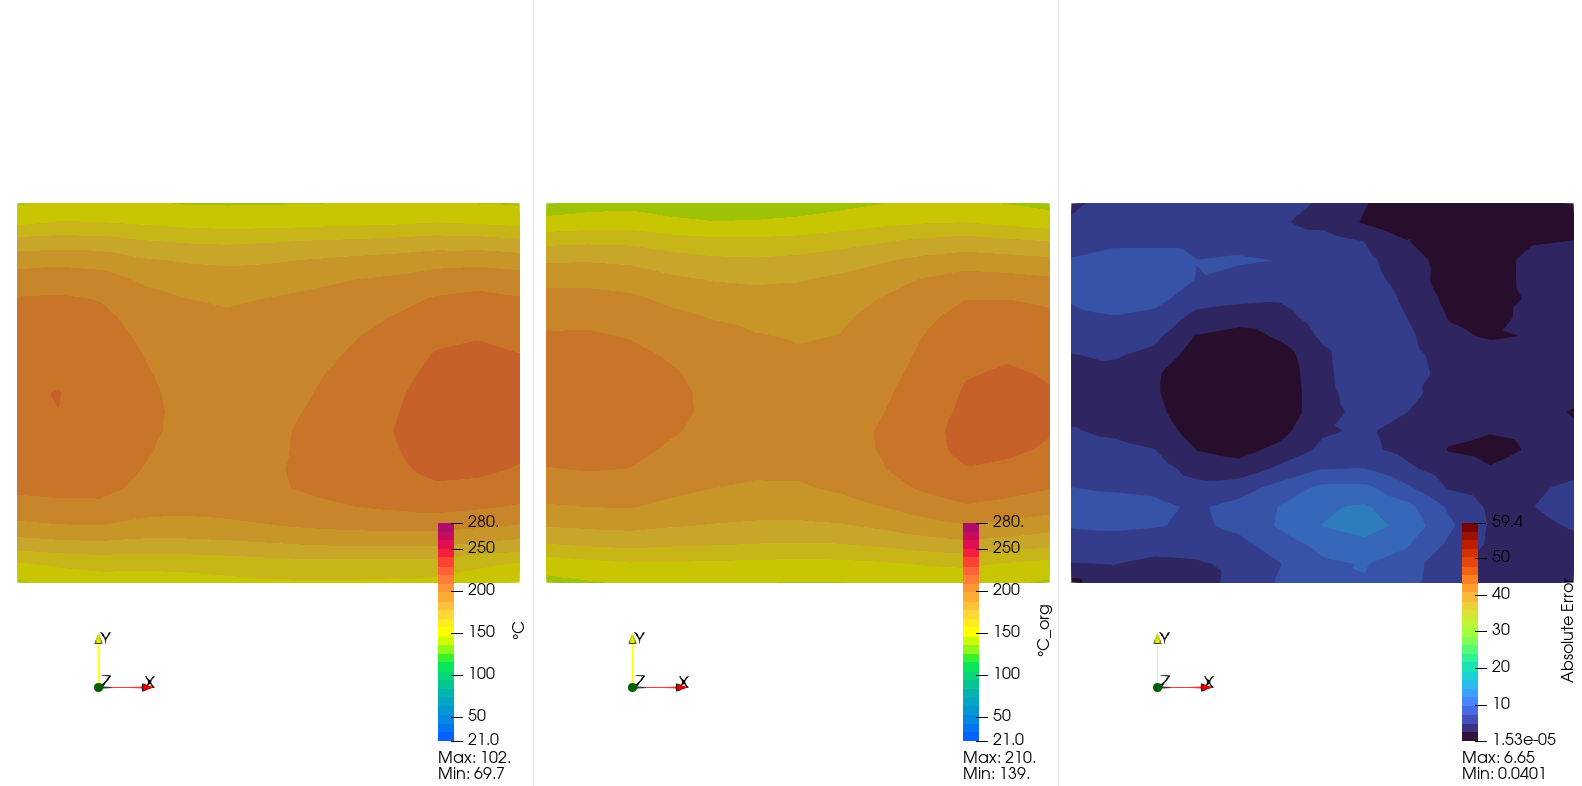 280.
250
200
150
100
50
21.0
°C
Max: 102.
Min: 69.7
Y
Z
X
280.
250
200
150
100
50
21.0
°C_org
Max: 210.
Min: 139.
Y
Z
X
59.4
50
40
30
20
10
1.53e-05
Absolute Error
Max: 6.65
Min: 0.0401
Y
Z
X